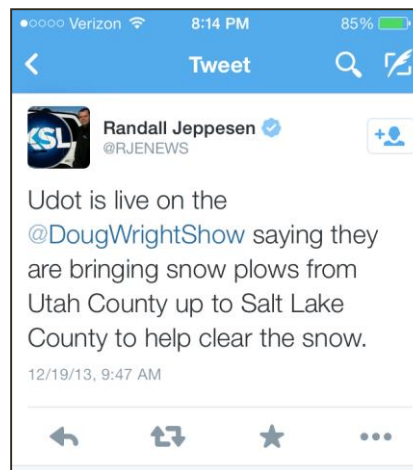 Verizon 8:14 PM 85%
Tweet
KSL
Randall Jeppesen
@RJENEWS
Udot is live on the
@DougWrightShow saying they
are bringing snow plows from
Utah County up to Salt Lake
County to help clear the snow.
12/19/13, 9:47 AM